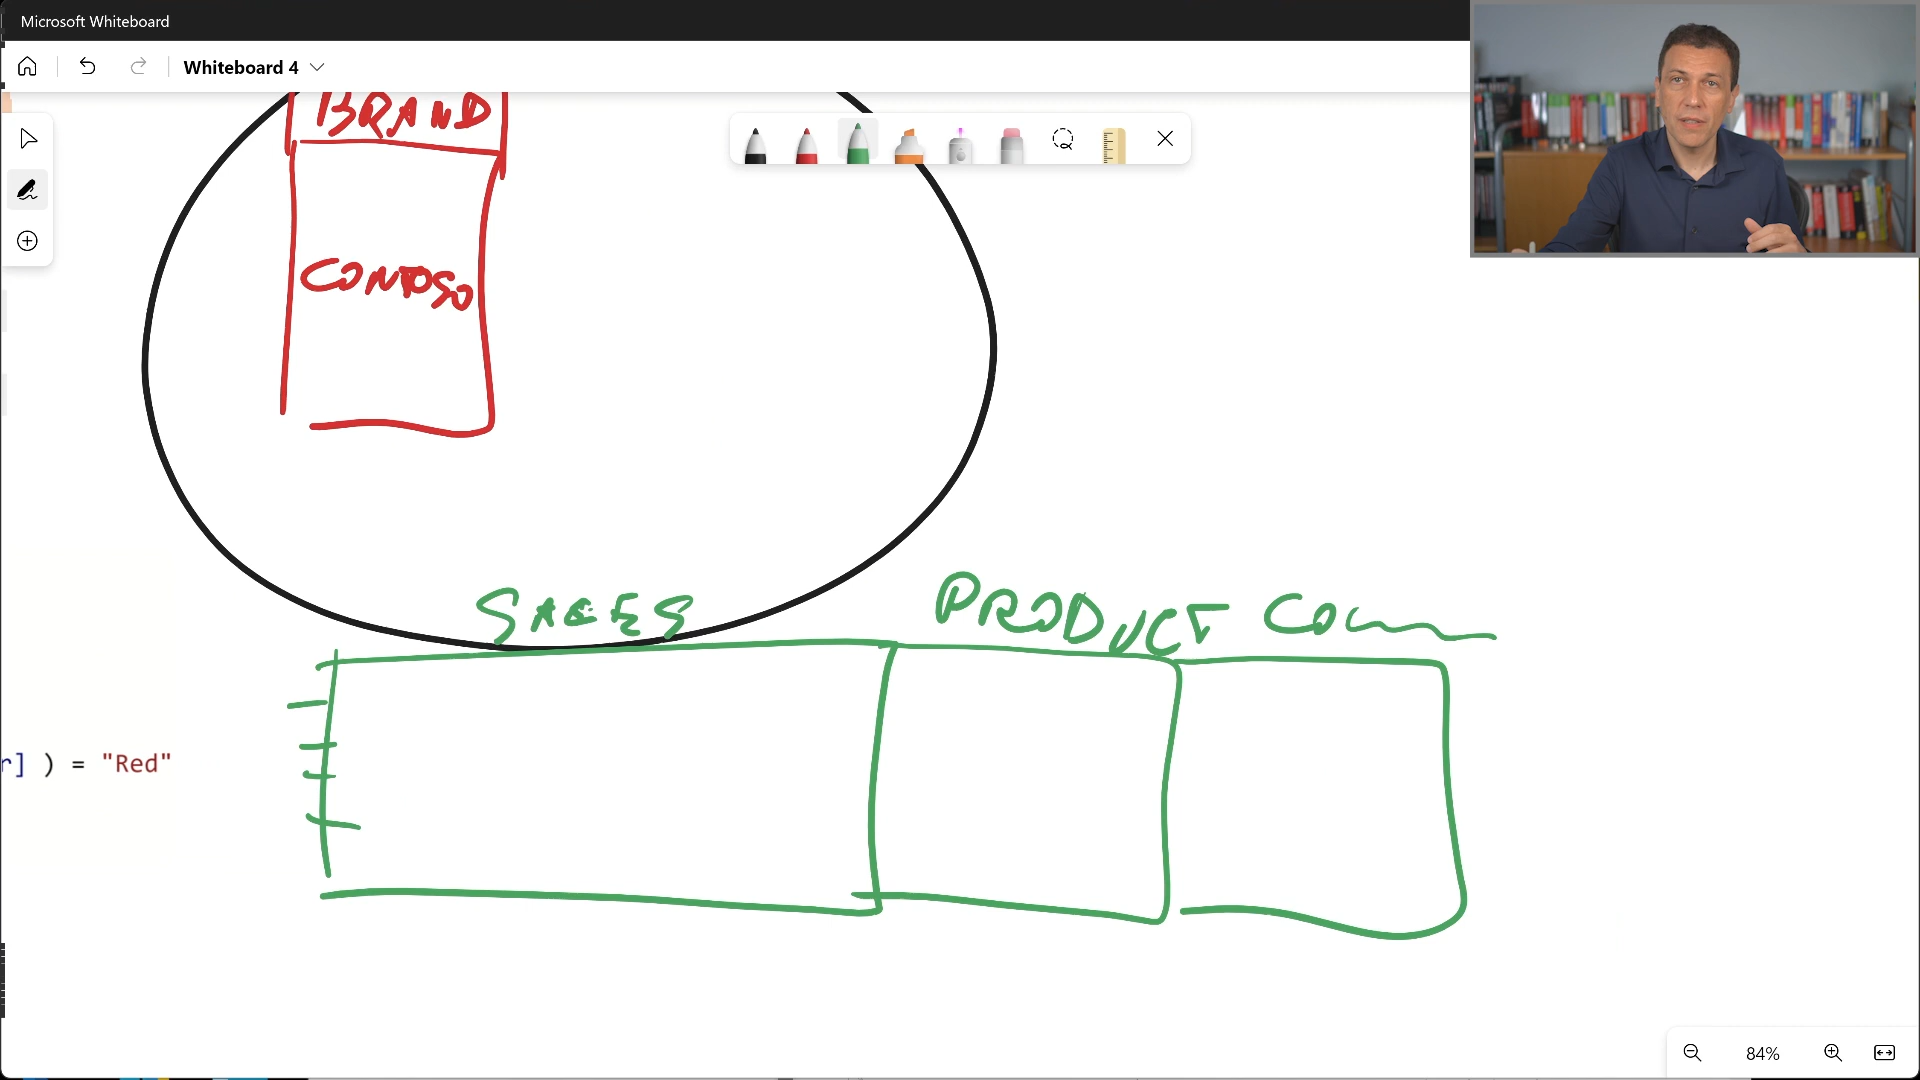 Microsoft Whiteboard
Whiteboard 4
BRAND
CONTOSO
SALES
PRODUCT
r] ) = "Red"
84%